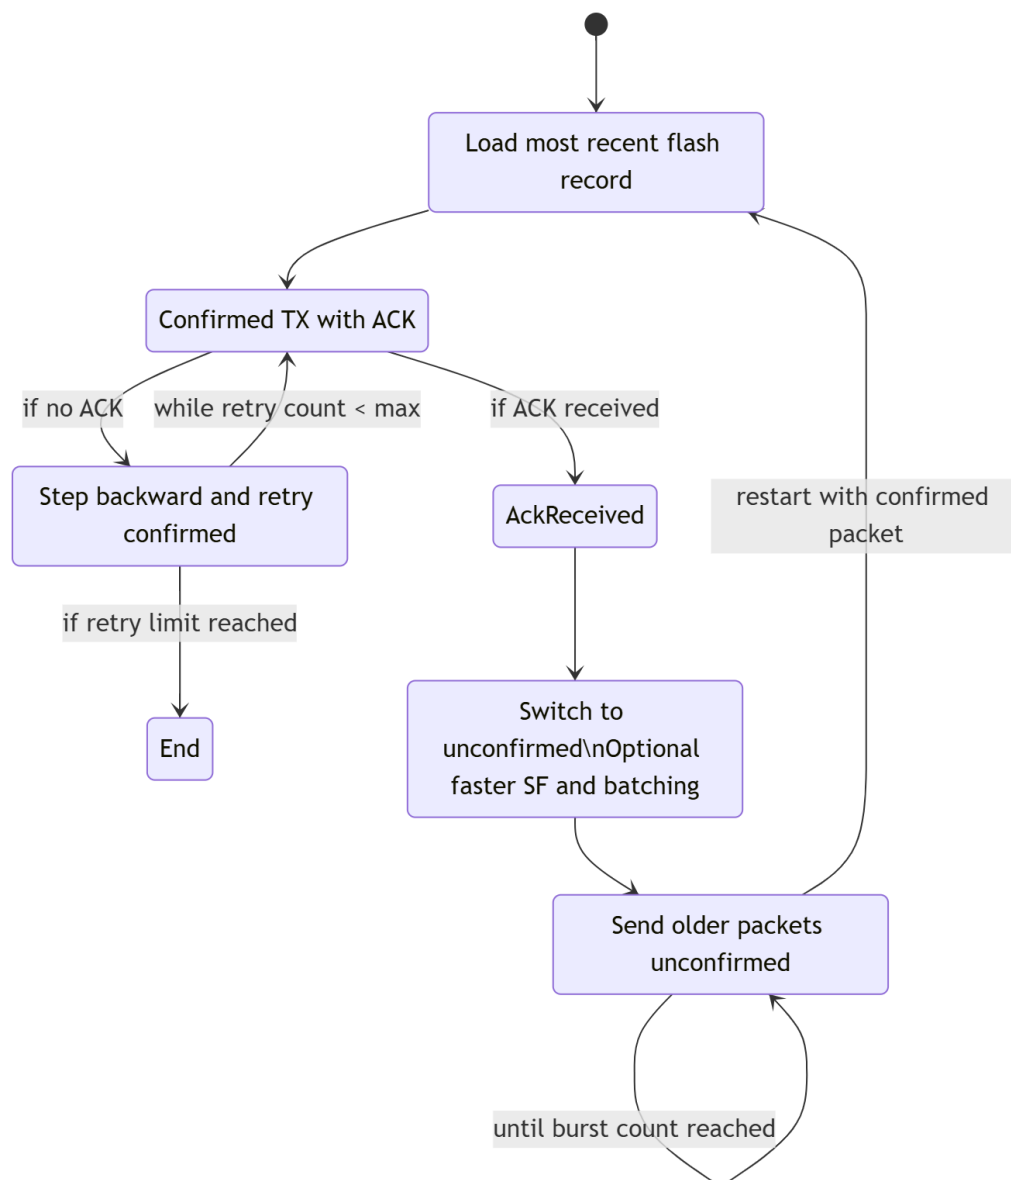 Load most recent flash
record
Confirmed TX with ACK
if no ACK
while retry count < max
if ACK received
Step backward and retry
confirmed
AckReceived
restart with confirmed
packet
if retry limit reached
Switch to
unconfirmed\nOptional
faster SF and batching
End
Send older packets
unconfirmed
until burst count reached